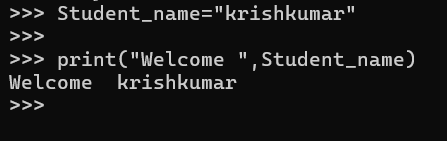 >>> Student_name="krishkumar"
>>>
>>> print("Welcome ",Student_name)
Welcome  krishkumar
>>>